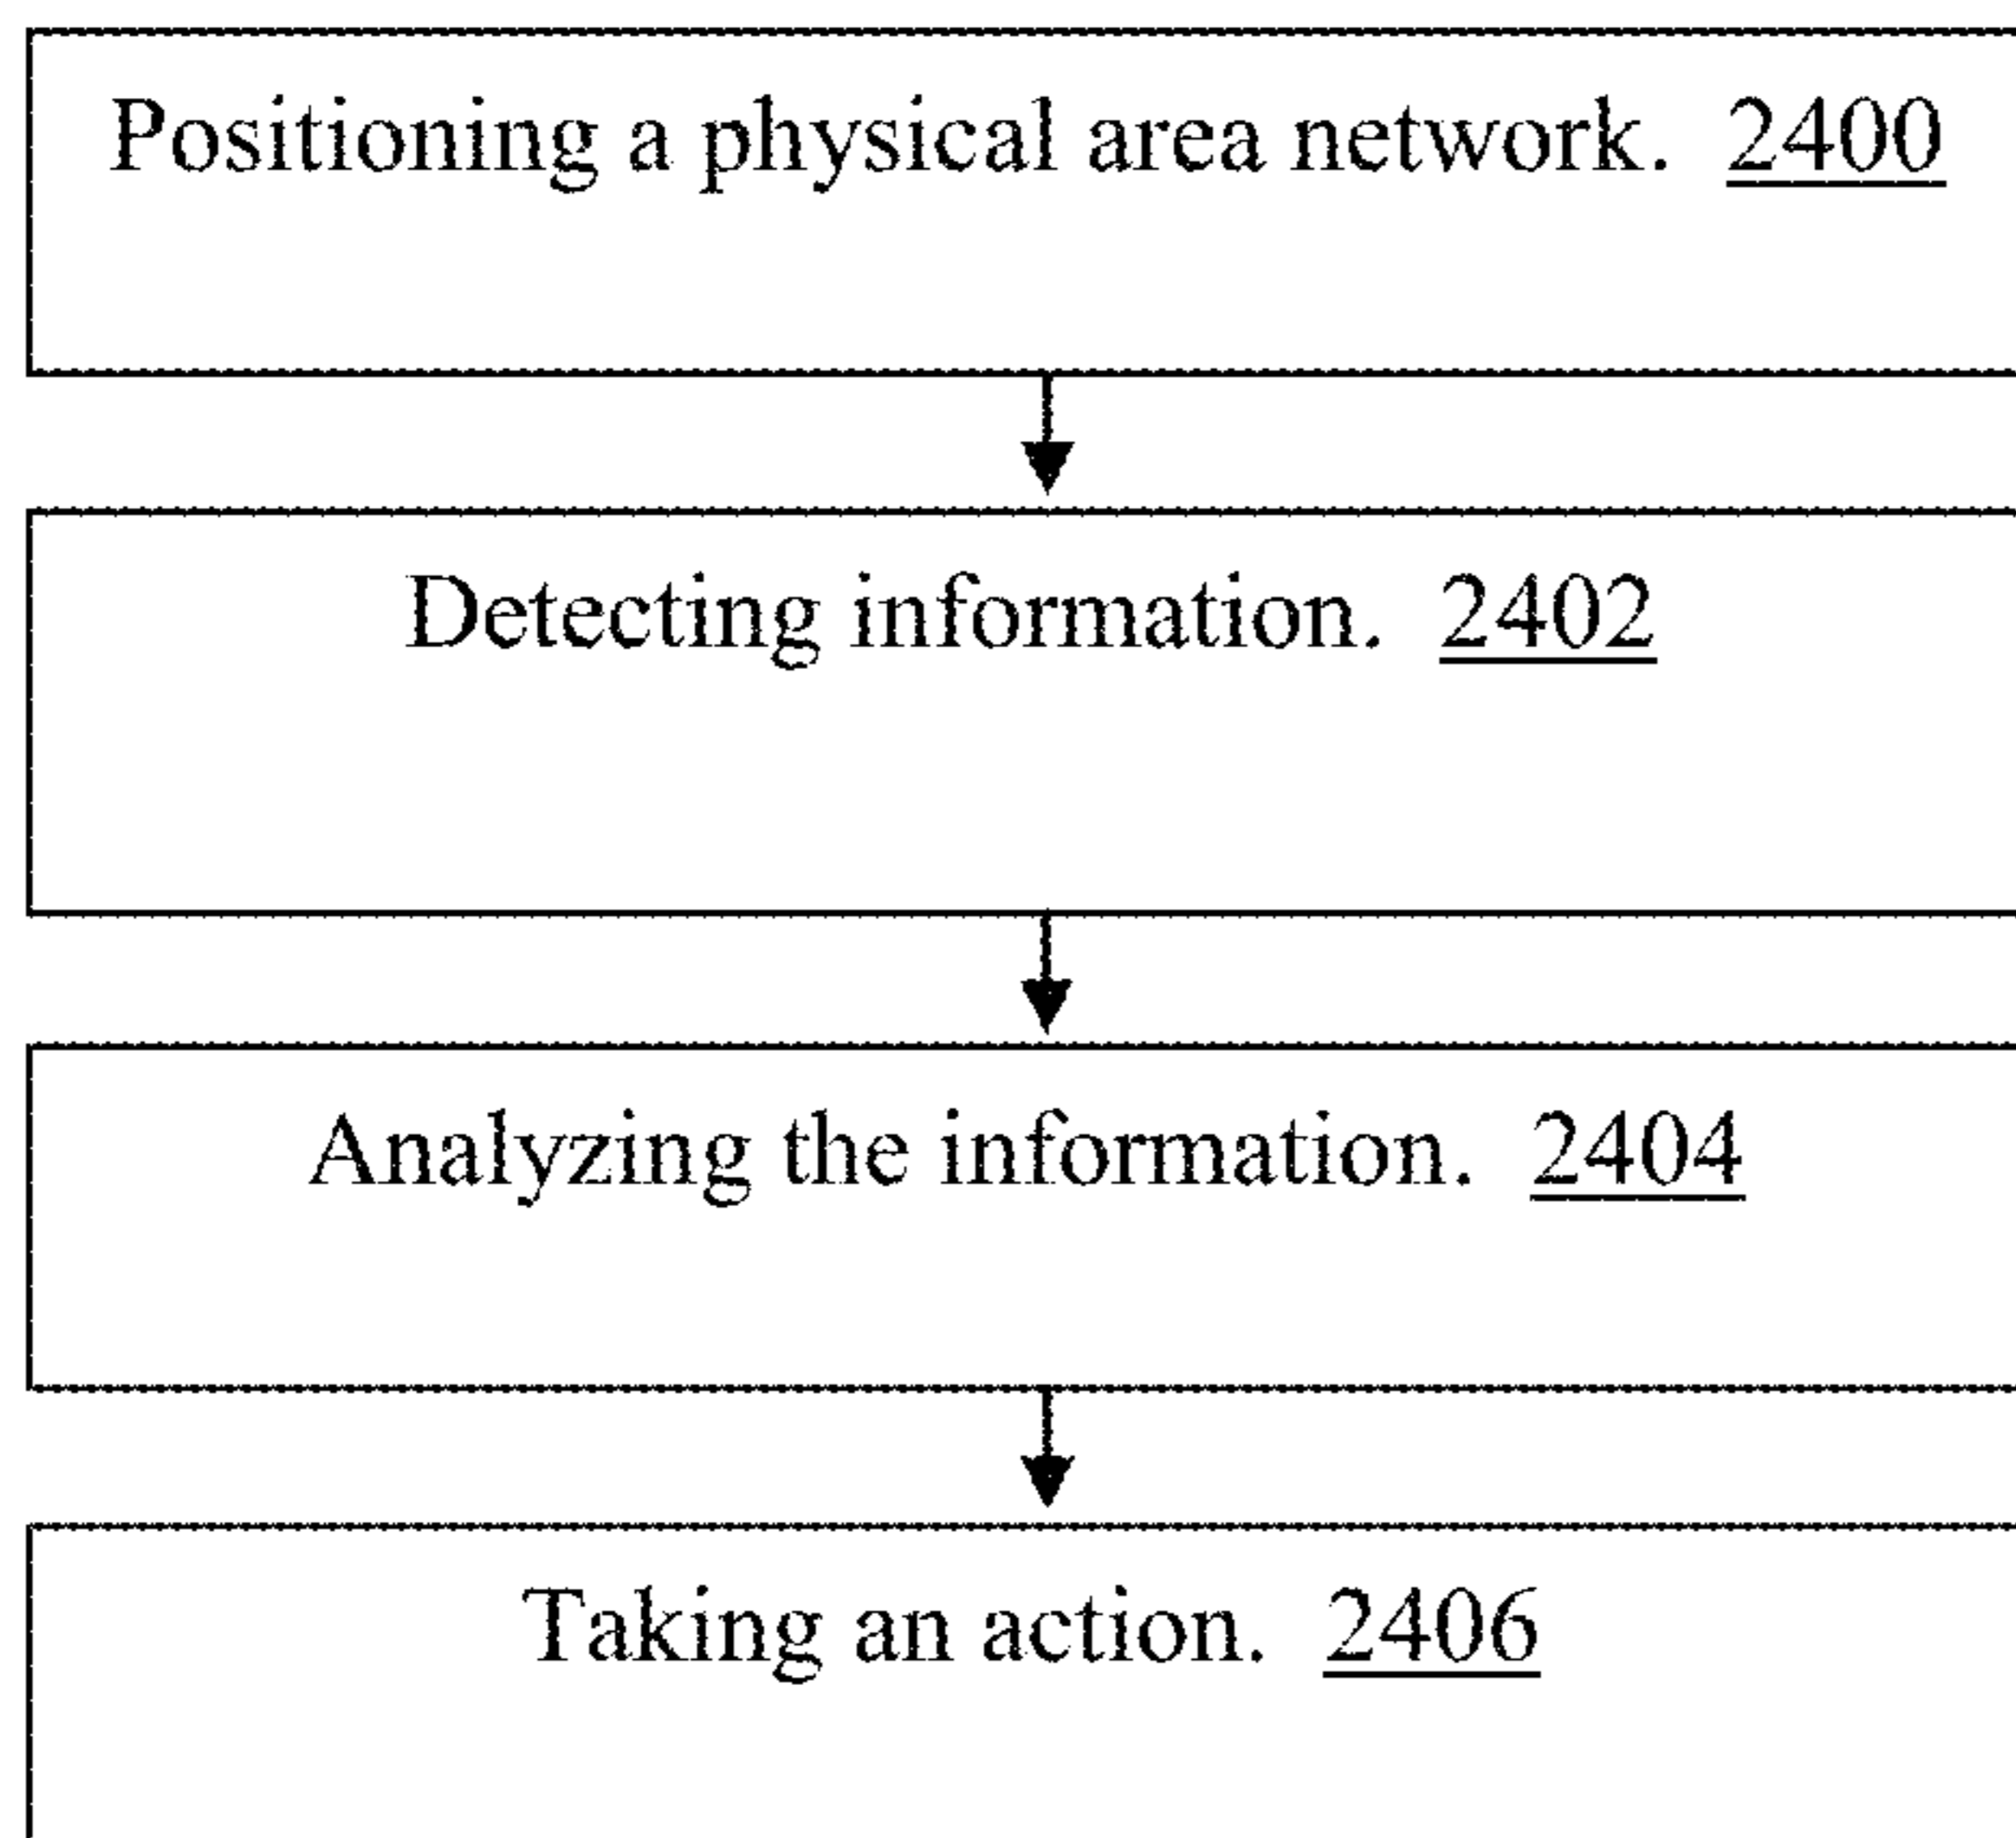 Positioning a physical area network. 2400
Detecting information. 2402
Analyzing the information. 2404
Taking an action. 2406